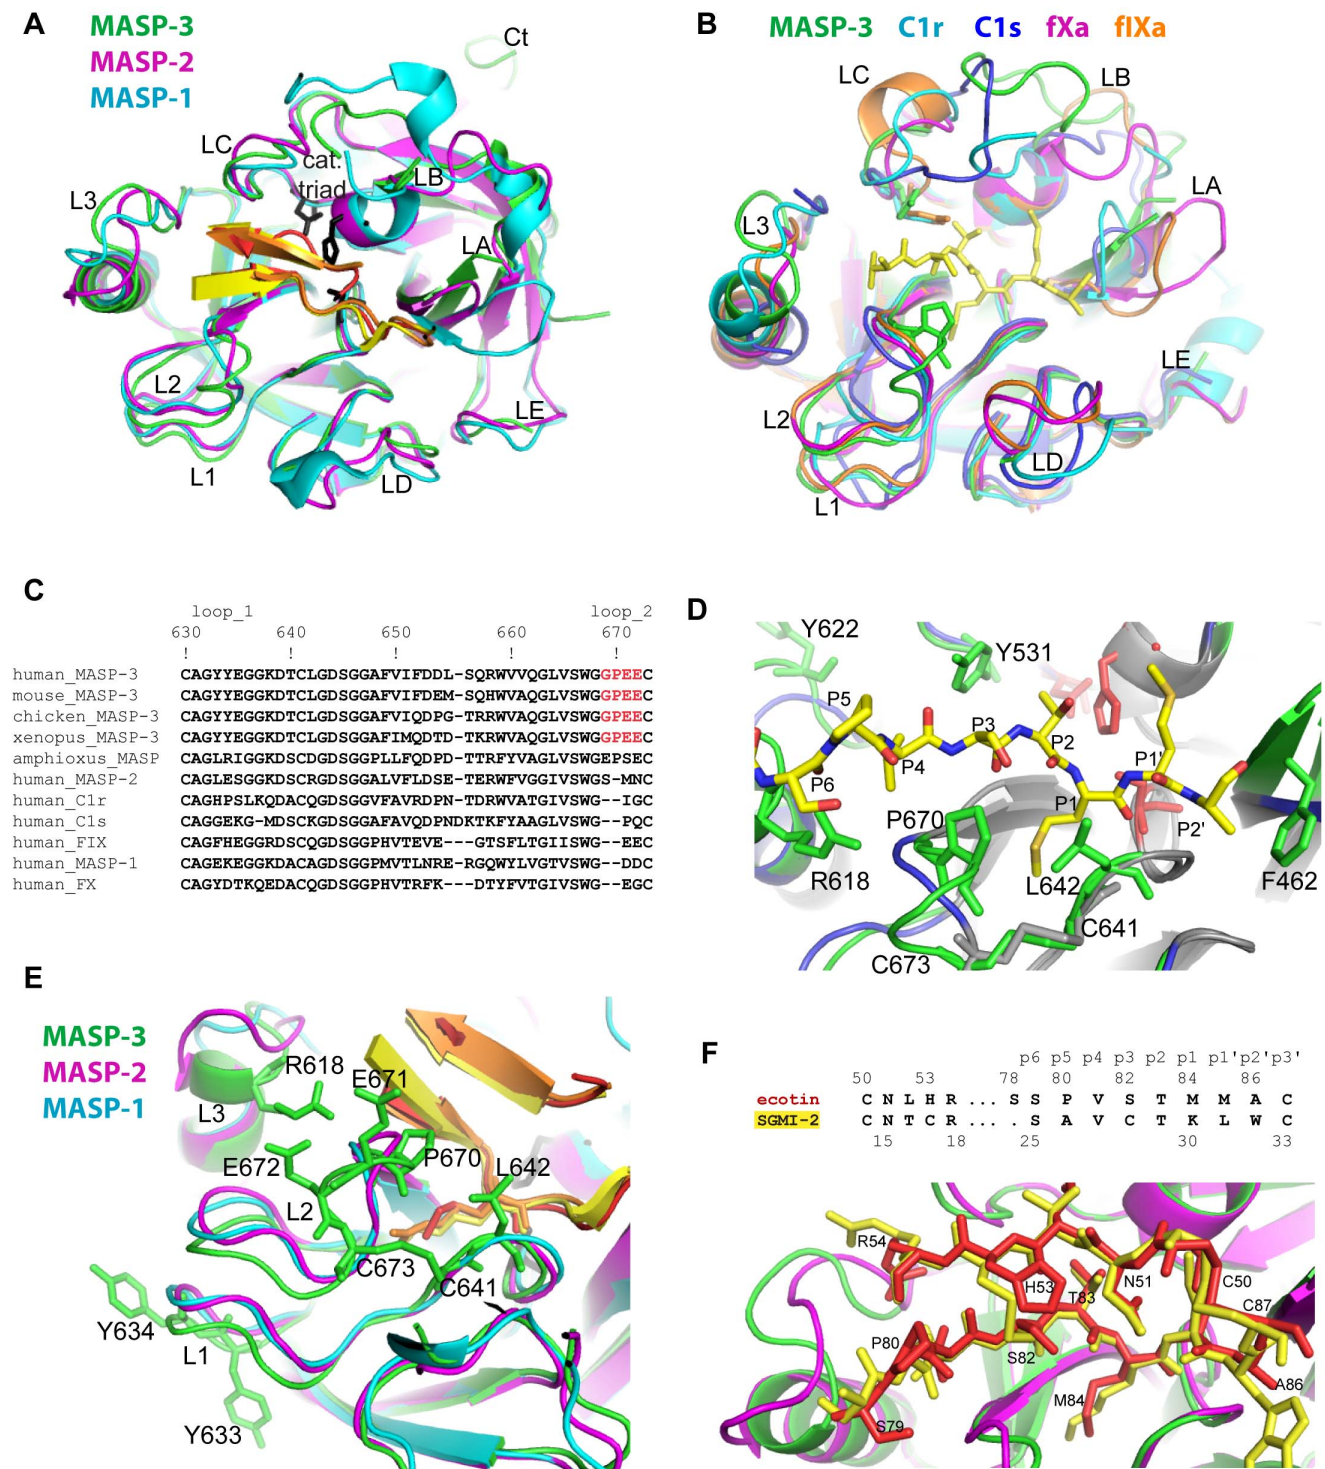 A
MASP-3
MASP-2
MASP-1
Ct
LC
cat.
triad
LB
L3
LA
L2
LE
L1
LD
B
MASP-3 C1r C1s fXa fIXa
LC
LB
LA
L3
LE
L2
LD
L1
C
loop_1 loop_2
630 640 650 660 670
! ! ! ! !
human_MASP-3 CAGYYEGGKDTCLGDSGGAFVIFDDL-SQRWVVQGLVSWGGPEEC
mouse_MASP-3 CAGYYEGGKDTCLGDSGGAFVIFDEM-SQHWVAQGLVSWGGPEEC
chicken_MASP-3 CAGYYEGGKDTCLGDSGGAFVIQDPG-TRRWVAQGLVSWGGPEEC
xenopus_MASP-3 CAGYYEGGKDTCLGDSGGAFIMQDTD-TKRWVAQGLVSWGGPEEC
amphioxus_MASP CAGLRIGGKDSCDGDSGGPLLFQDPD-TTRFYVAGLVSWGEPSEC
human_MASP-2 CAGLESGGKDSCRGDSGGALVFLDSE-TERWFVGGIVSWGS-MNC
human_C1r CAGHPSLKQDACQGDSGGVFAVRDPN-TDRWVATGIVSWG--IGC
human_C1s CAGGEKG-MDSCKGDSGGAFAVQDPNDKTKFYAAGLVSWG--PQC
human_FIX CAGFHEGGRDSCQGDSGGPHVTEVE---GTSFLTGIISWG--EEC
human_MASP-1 CAGEKEGGKDACAGDSGGPMVTLNRE-RGQWYLVGTVSWG--DDC
human_FX CAGYDTKQEDACQGDSGGPHVTRFK---DTYFVTGIVSWG--EGC
D
Y622
Y531
P5
P3
P2
P4
P1'
P6
P1
P670
P2'
R618
L642
F462
C641
C673
E
MASP-3
MASP-2
MASP-1
R618
E671
L3
P670
E672
L642
L2
C673
C641
Y634
L1
Y633
F
p6 p5 p4 p3 p2 p1 p1'p2'p3'
50 53 78 80 82 84 86
ecotin C N L H R ... S S P V S T M M A C
SGMI-2 C N T C R .... S A V C T K L W C
15 18 25 30 33
R54
H53
T83
N51
C50
C87
P80
S82
A86
M84
S79